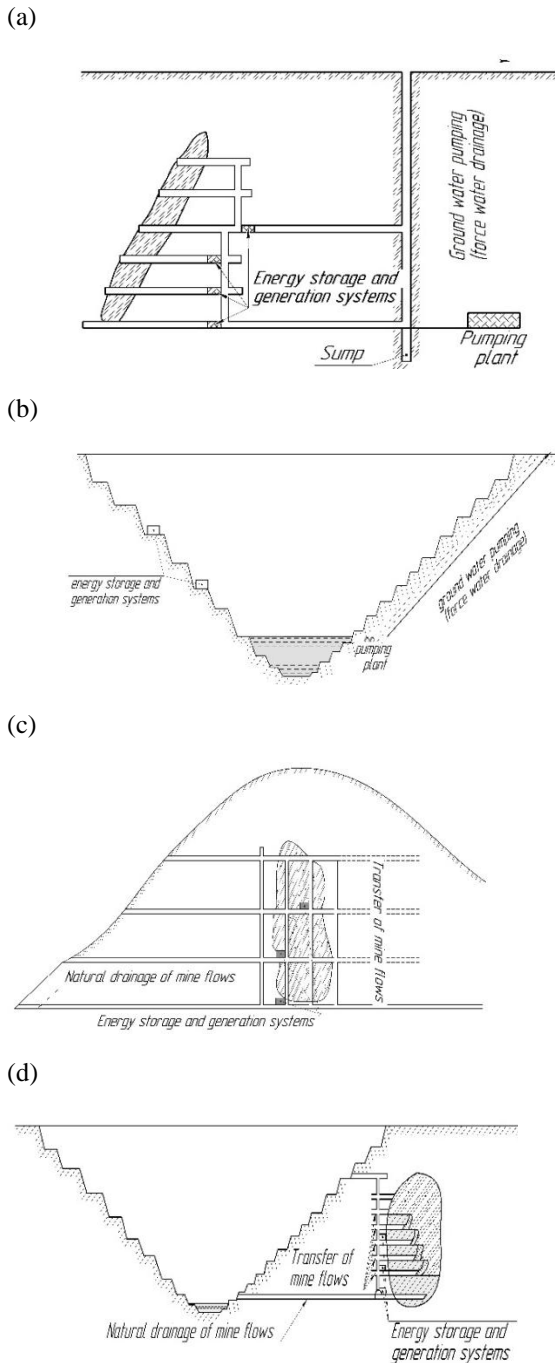 (a)
Ground water pumping
(force water drainage)
Energy storage and
generation systems
Sump
Pumping
plant
(b)
energy storage and
generation systems
ground water pumping
(force water drainage)
pumping
plant
(c)
Transfer of mine flows
Natural drainage of mine flows
Energy storage and generation systems
(d)
Transfer of
mine flows
Natural drainage of mine flows
Energy storage and
generation systems